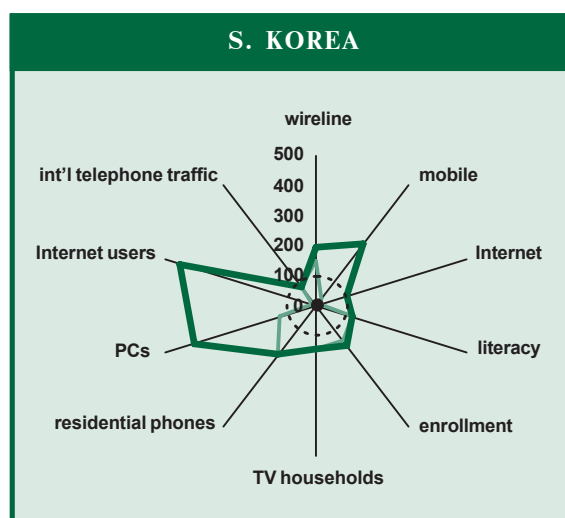 S. KOREA
wireline
500
int'l telephone traffic
400
mobile
300
Internet users
200
Internet
100
0
PCs
literacy
residential phones
enrollment
TV households